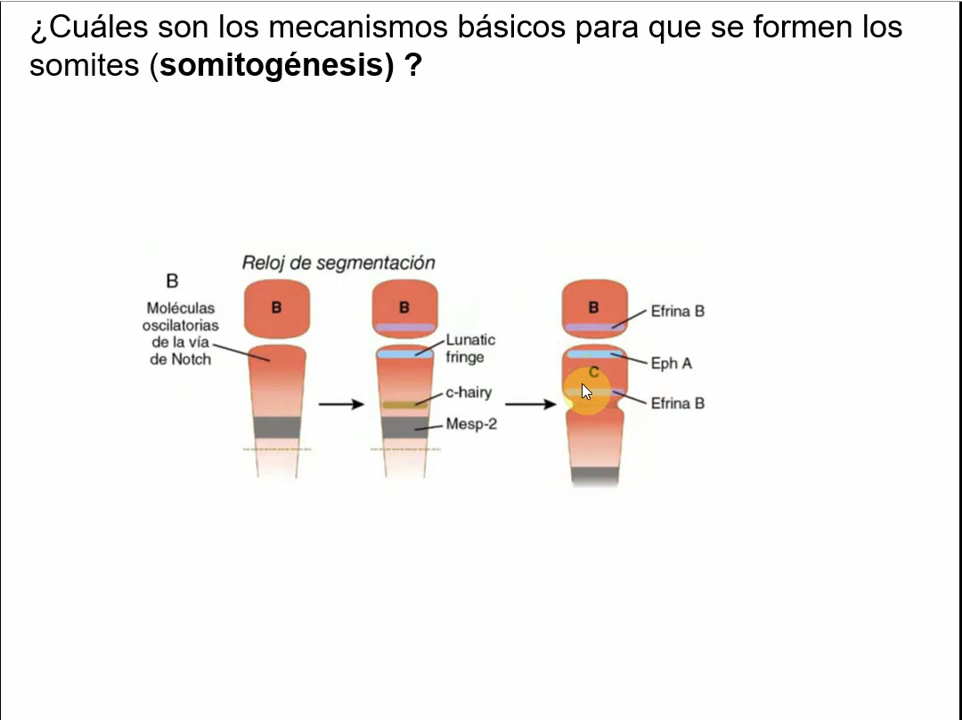 ¿Cuáles son los mecanismos básicos para que se formen los
somites (somitogénesis) ?
Reloj de segmentación
B
Moléculas
oscilatorias
de la vía
de Notch
B
B
Lunatic
fringe
c-hairy
Mesp-2
B
Efrina B
Eph A
C
Efrina B